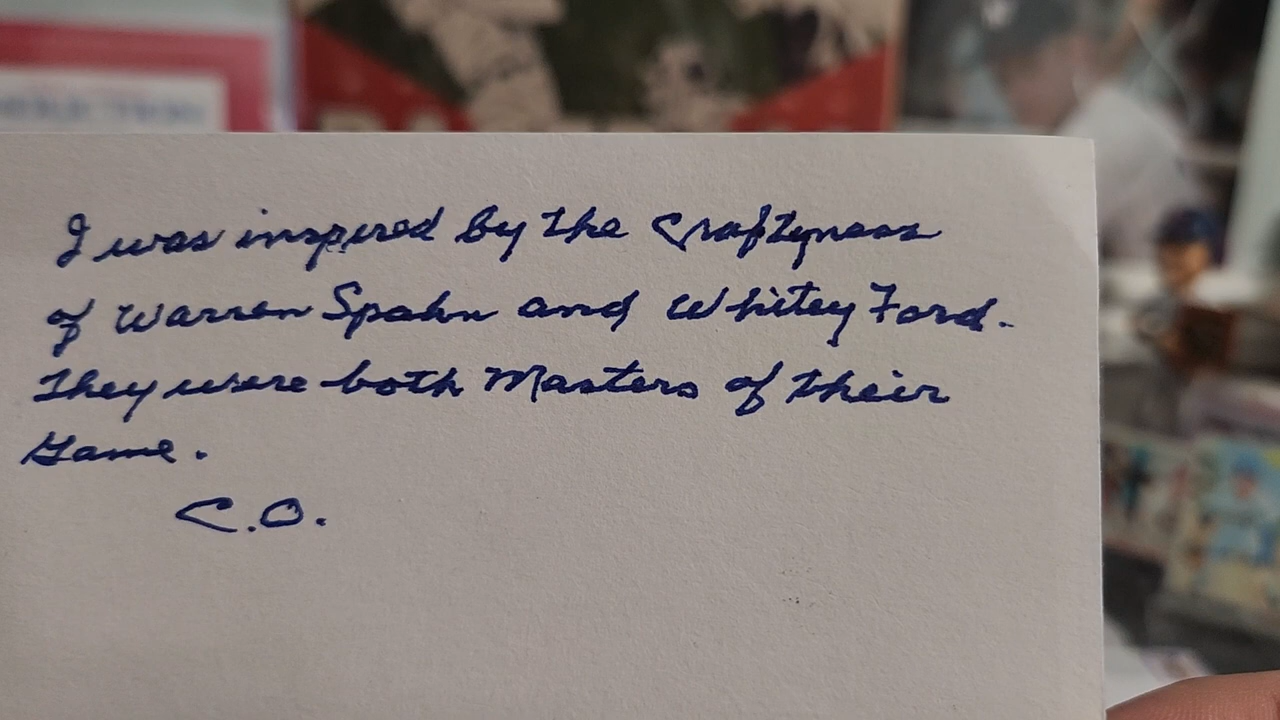 I was inspired by the Craftyness
of Warren Spahn and Whitey Ford.
They were both Masters of their
Game.
C.O.